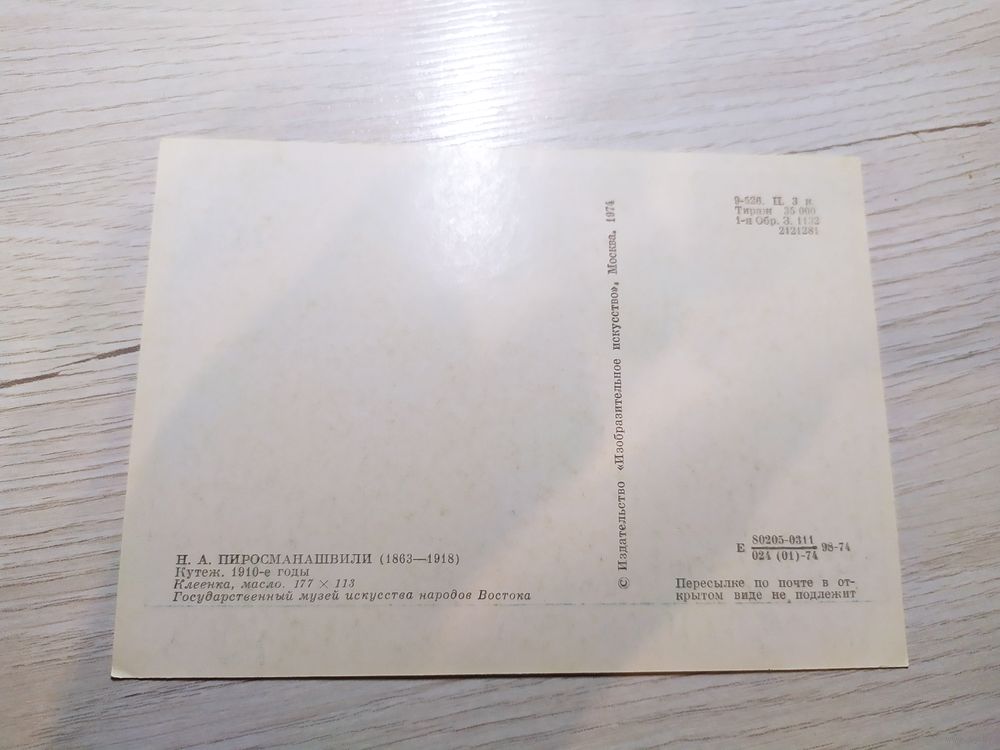 Н. А. ПИРОСМАНАШВИЛИ (1863—1918)
Кутеж. 1910-е годы
Клеенка, масло. 177 × 113
Государственный музей искусства народов Востока
© Издательство «Изобразительное искусство», Москва. 1974
9-526. П. 3 к.
Тираж 35 000
1-я Обр. З. 1132
2121281
Е 80205-0311
024 (01)-74 98-74
Пересылке по почте в от-
крытом виде не подлежит